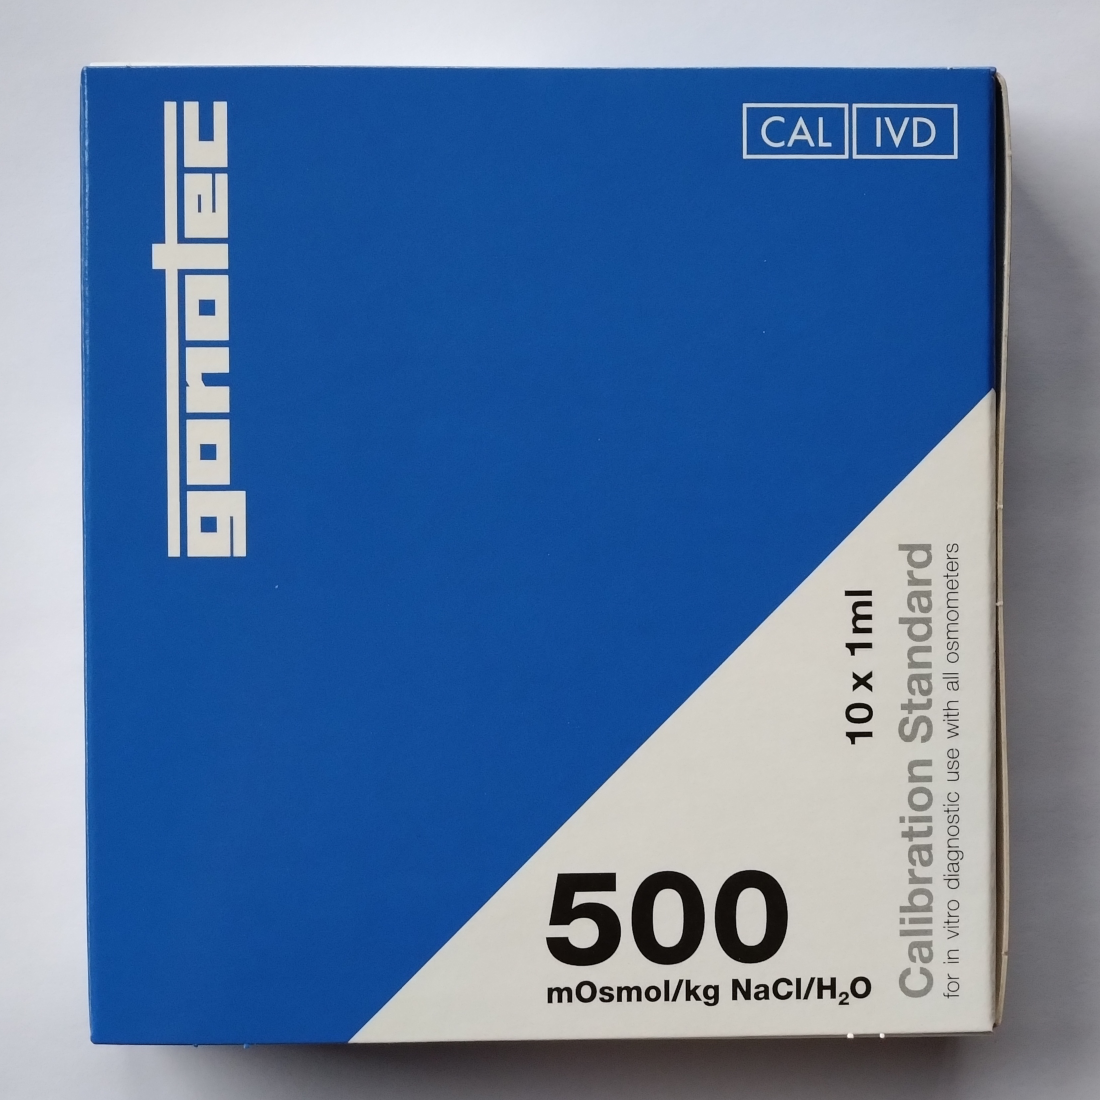 gonotec
CAL IVD
10 x 1ml
Calibration Standard
for in vitro diagnostic use with all osmometers
500
mOsmol/kg NaCl/H₂O